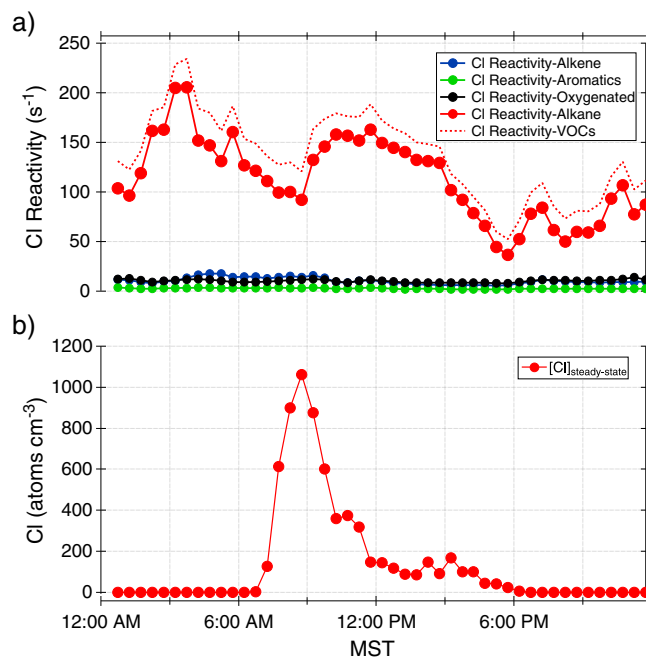 a)
Cl Reactivity (s⁻¹)
250
200
150
100
50
0
Cl Reactivity-Alkene
Cl Reactivity-Aromatics
Cl Reactivity-Oxygenated
Cl Reactivity-Alkane
Cl Reactivity-VOCs
b)
Cl (atoms cm⁻³)
1200
1000
800
600
400
200
0
[Cl]steady-state
12:00 AM 6:00 AM 12:00 PM 6:00 PM
MST